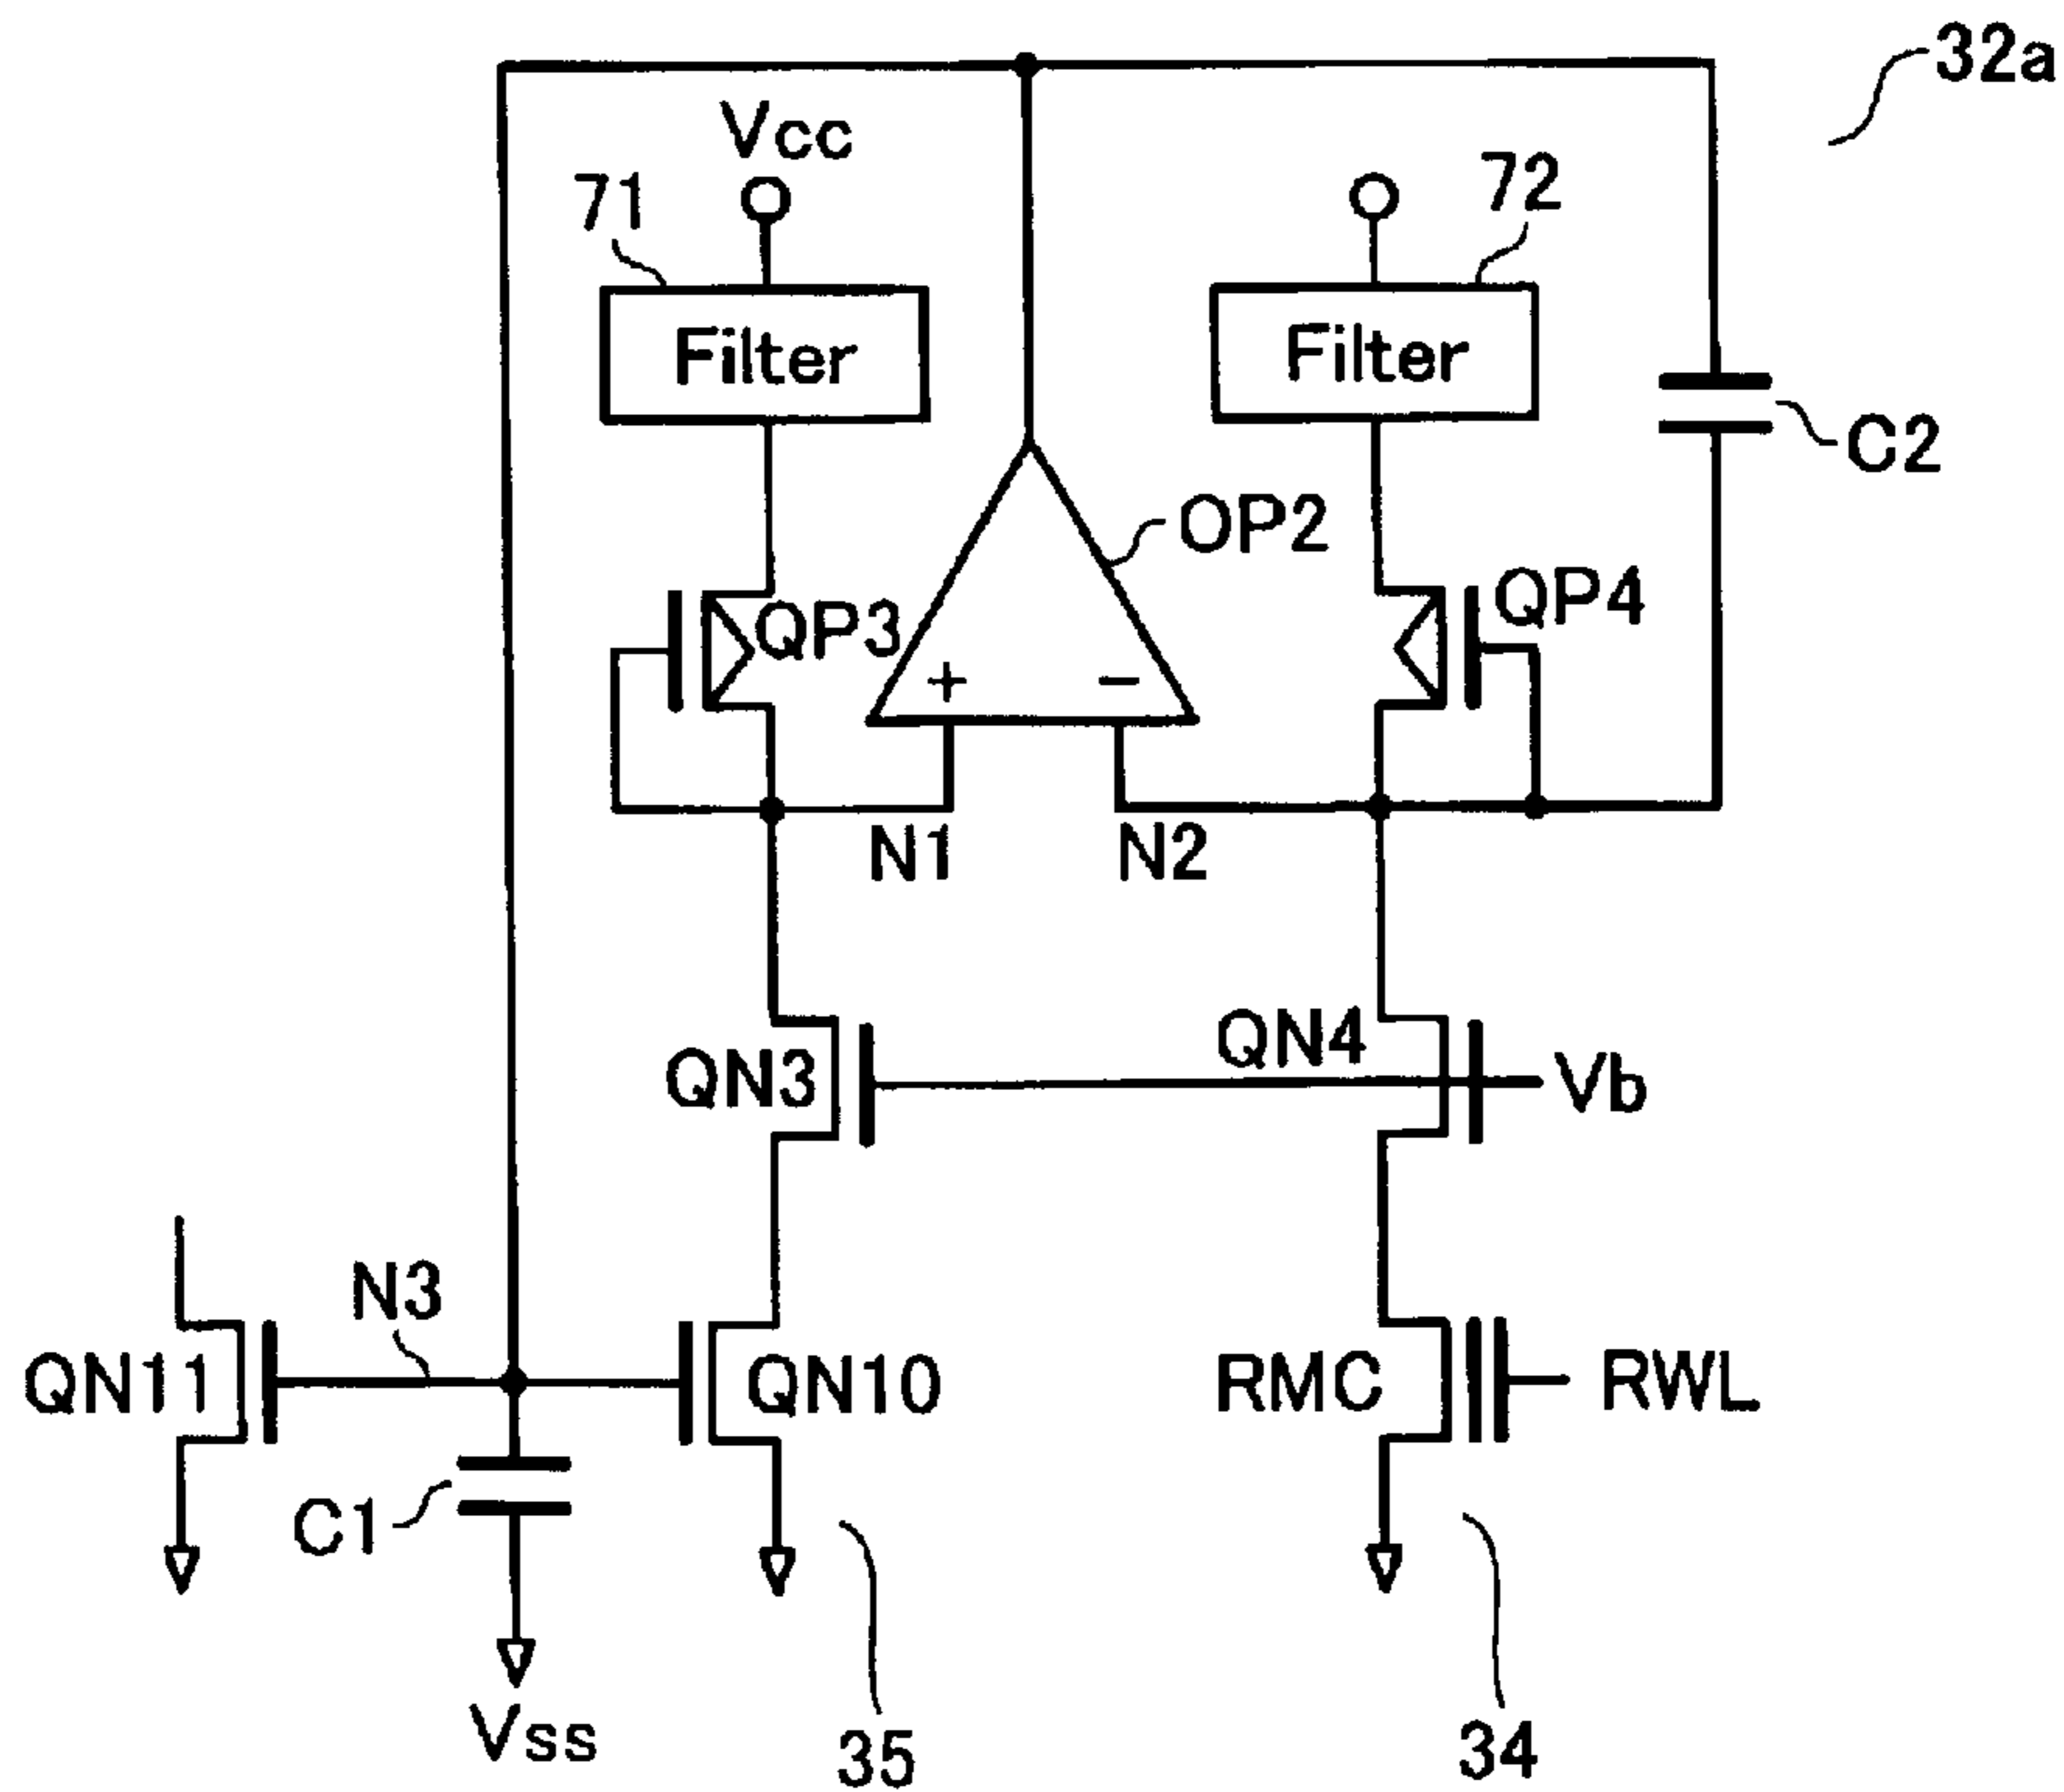 32a
Vcc
71
72
Filter
Filter
C2
OP2
QP3
QP4
+
−
N1
N2
QN3
QN4
Vb
N3
QN11
QN10
RMC
RWL
C1
Vss
35
34